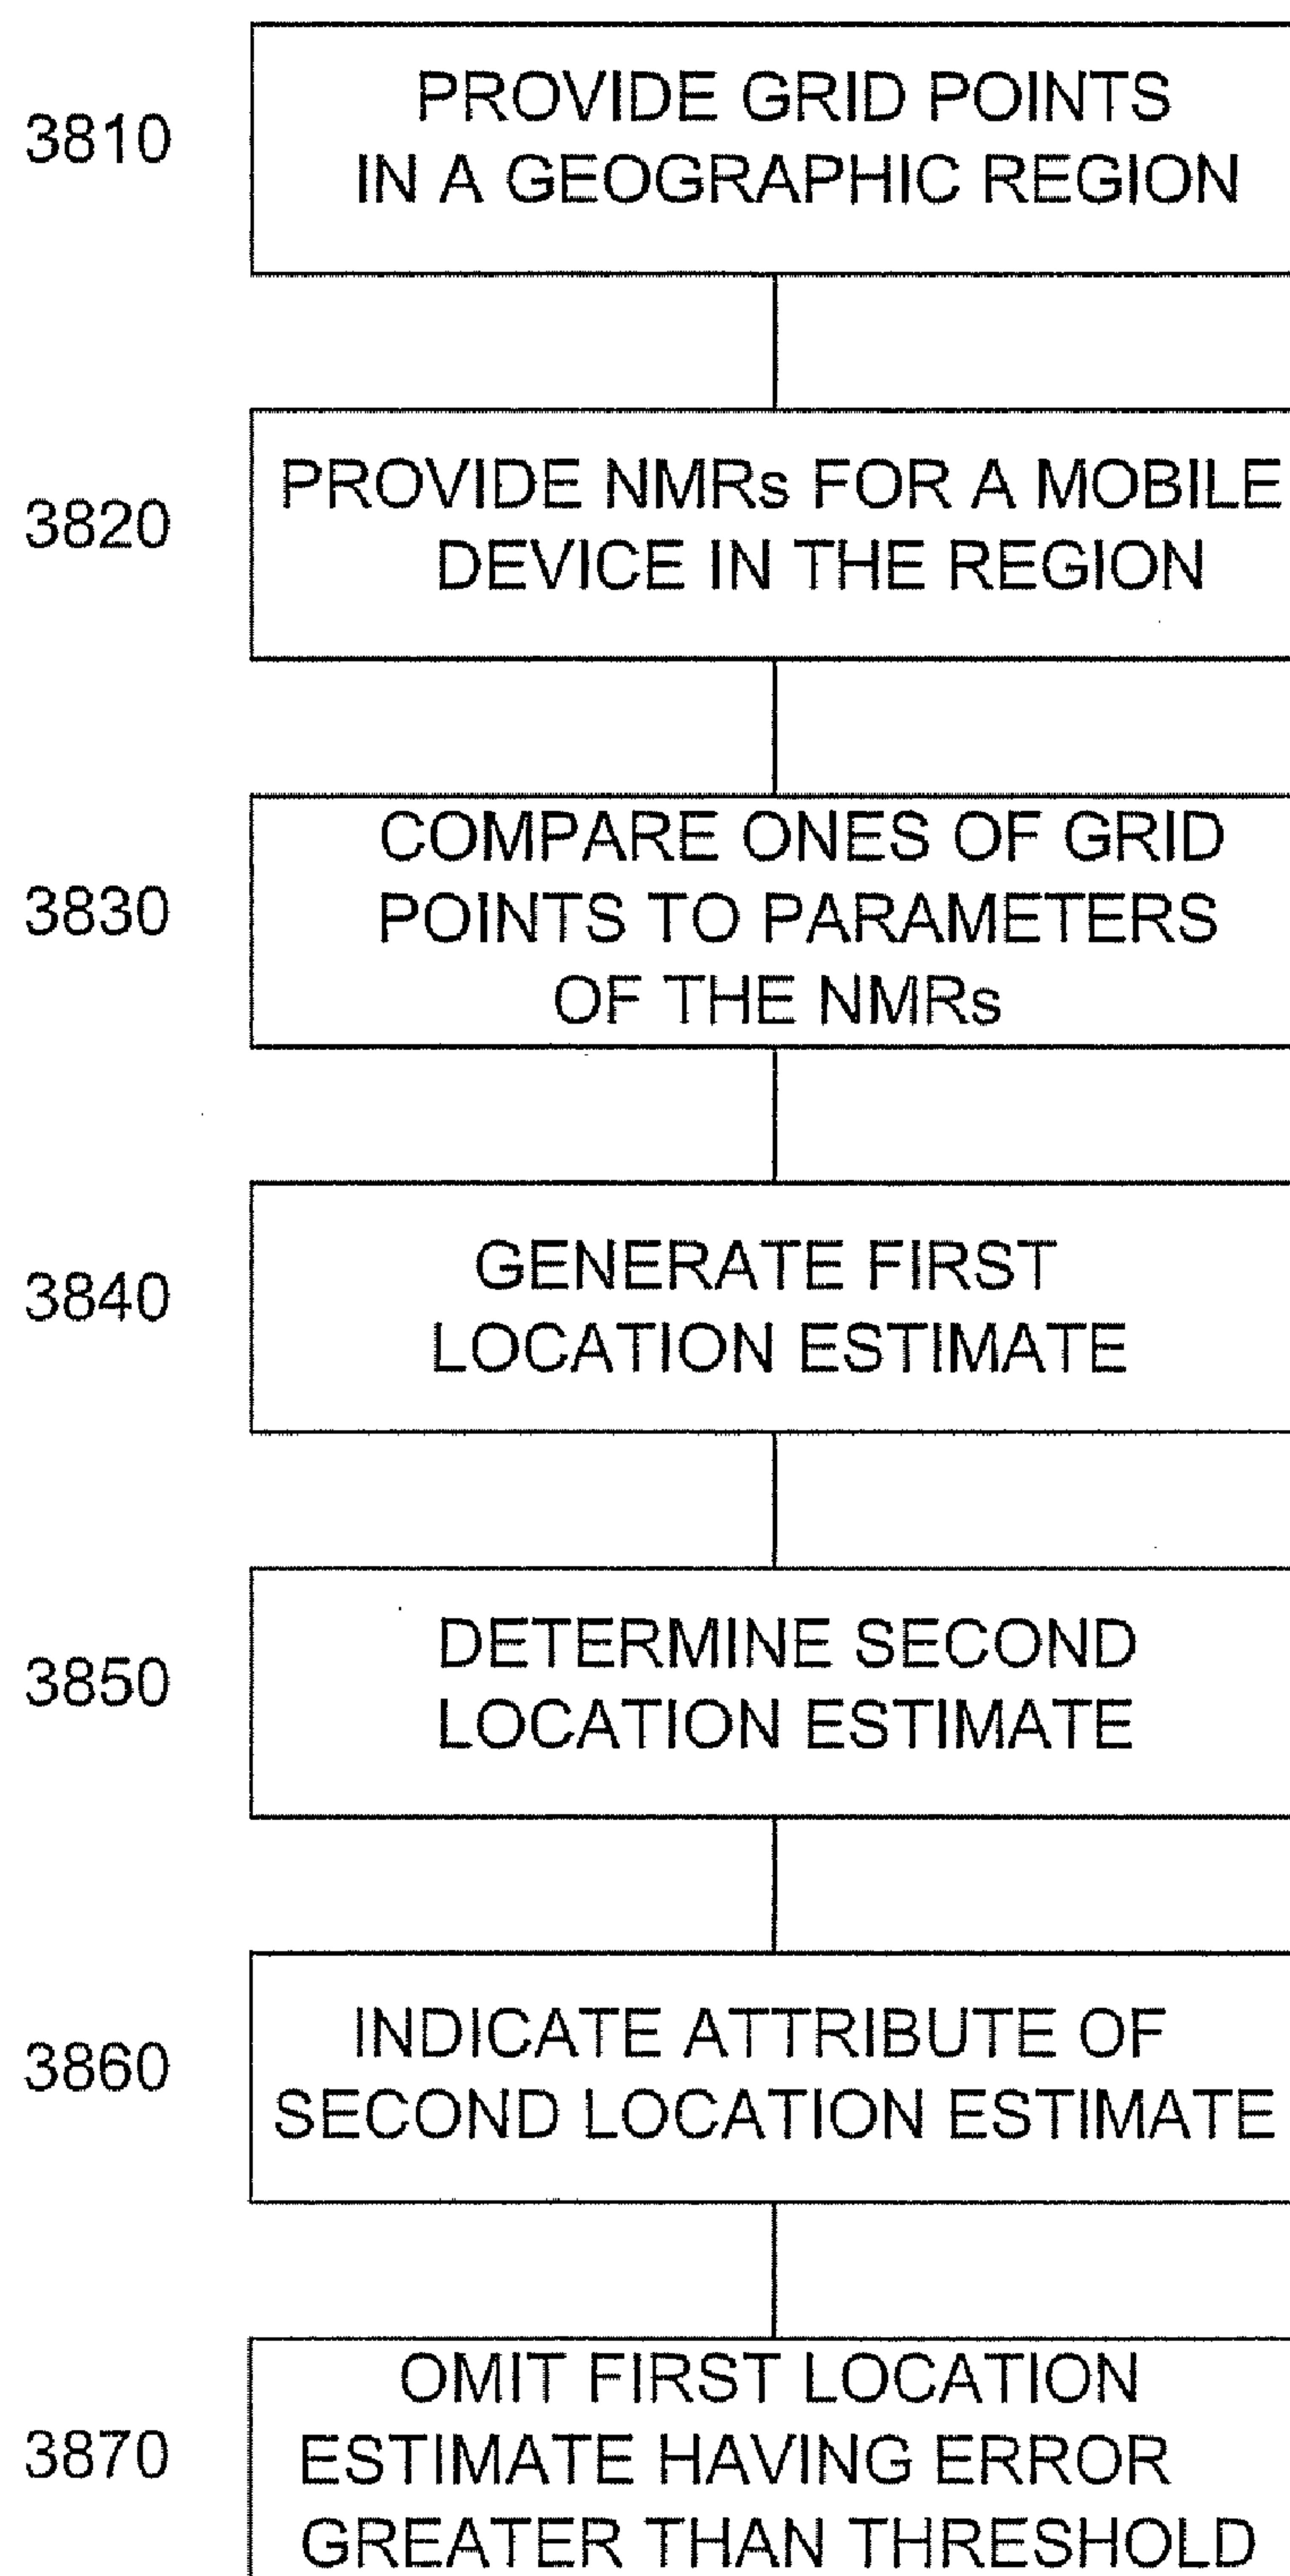 3810
PROVIDE GRID POINTS
IN A GEOGRAPHIC REGION
3820
PROVIDE NMRs FOR A MOBILE
DEVICE IN THE REGION
3830
COMPARE ONES OF GRID
POINTS TO PARAMETERS
OF THE NMRs
3840
GENERATE FIRST
LOCATION ESTIMATE
3850
DETERMINE SECOND
LOCATION ESTIMATE
3860
INDICATE ATTRIBUTE OF
SECOND LOCATION ESTIMATE
3870
OMIT FIRST LOCATION
ESTIMATE HAVING ERROR
GREATER THAN THRESHOLD